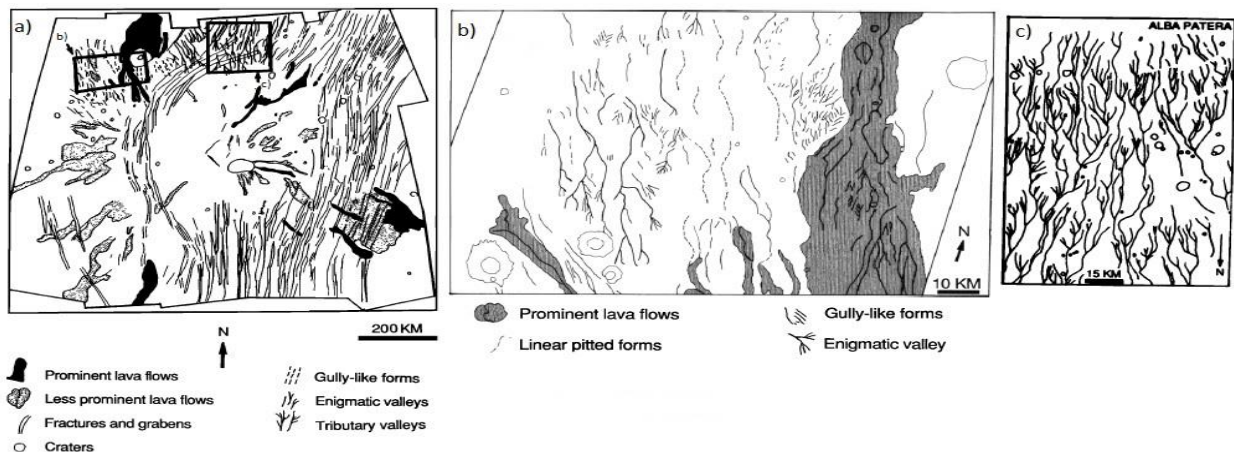 a)
b)
c)
N
200 KM
Prominent lava flows
Less prominent lava flows
Fractures and grabens
Craters
Gully-like forms
Enigmatic valleys
Tributary valleys
b)
N
10 KM
Prominent lava flows
Linear pitted forms
Gully-like forms
Enigmatic valley
c)
ALBA PATERA
15 KM
N